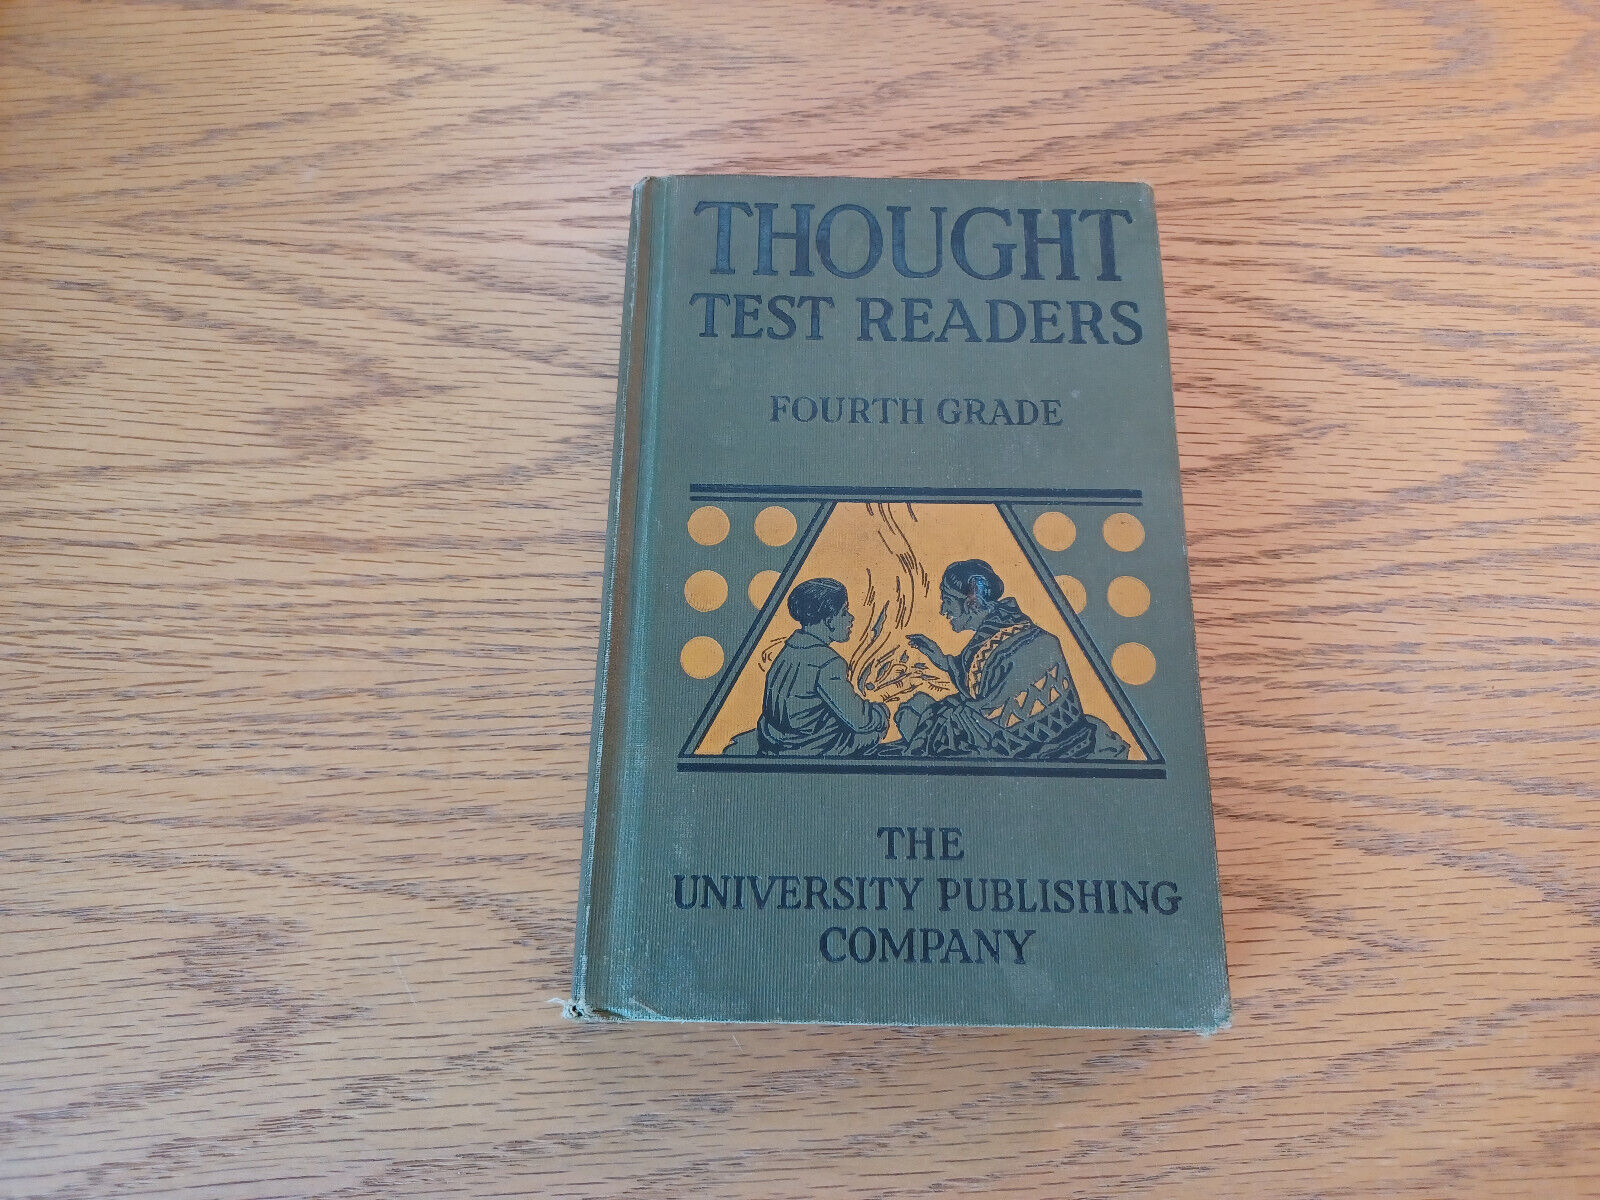 THOUGHT
TEST READERS
FOURTH GRADE
THE
UNIVERSITY PUBLISHING
COMPANY